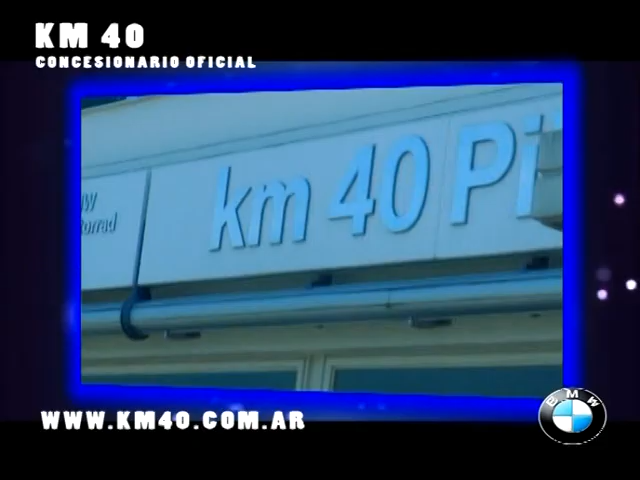 KM 40
CONCESIONARIO OFICIAL
km 40 Pi
WWW.KM40.COM.AR
BMW